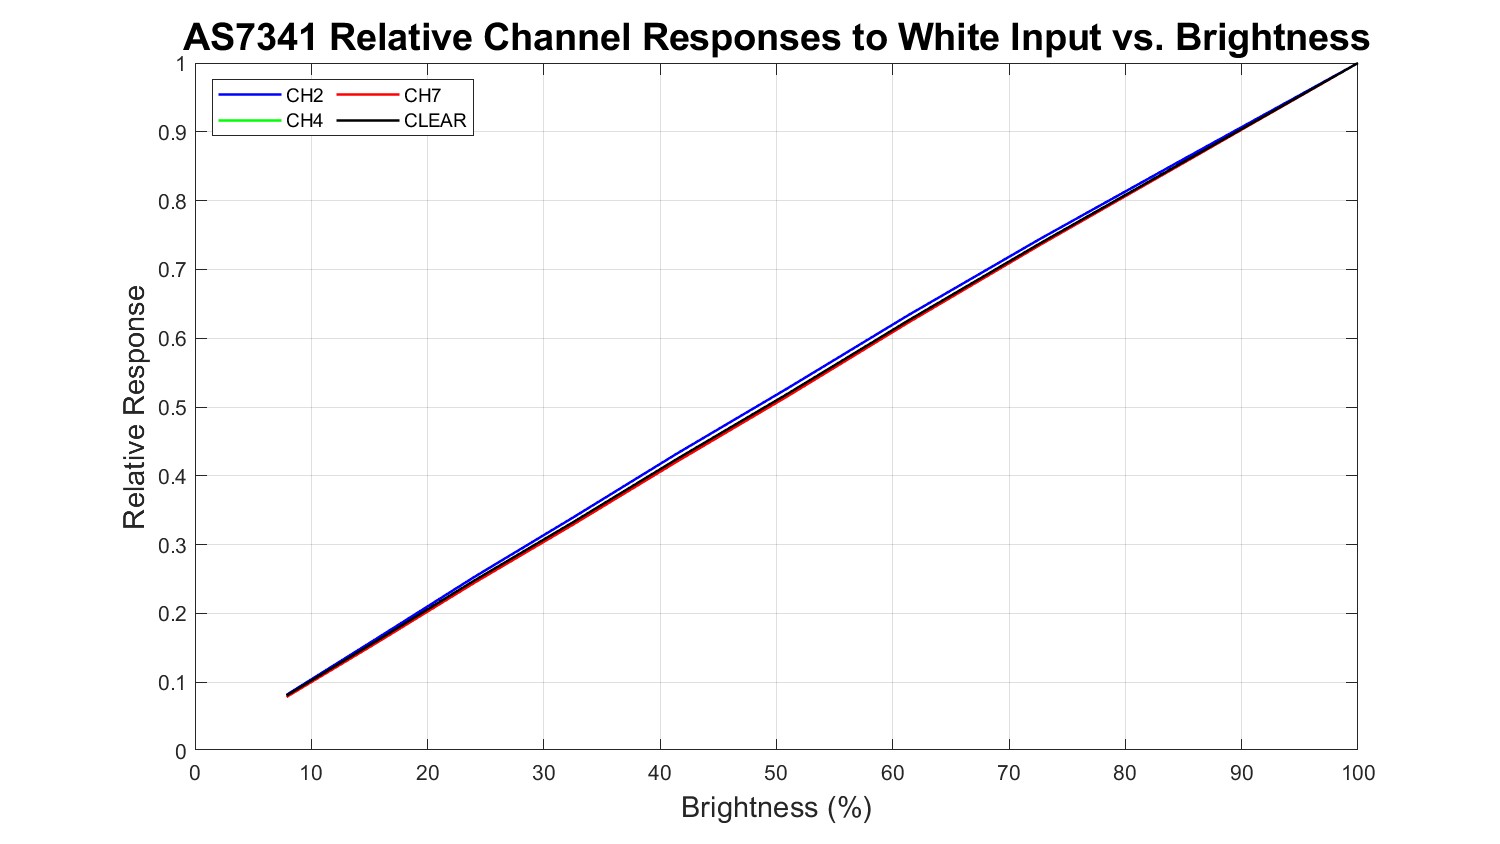 AS7341 Relative Channel Responses to White Input vs. Brightness
CH2 CH7
CH4 CLEAR
1
0.9
0.8
0.7
0.6
0.5
0.4
0.3
0.2
0.1
0
Relative Response
0 10 20 30 40 50 60 70 80 90 100
Brightness (%)